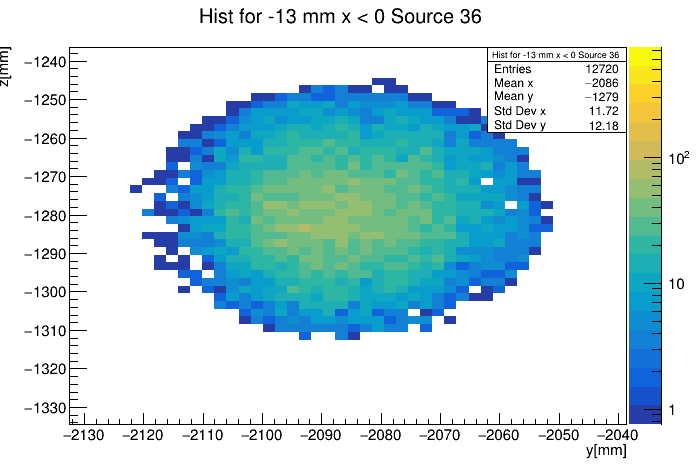 Hist for -13 mm x < 0 Source 36
z[mm]
Hist for -13 mm x < 0 Source 36
Entries 12720
Mean x −2086
Mean y −1279
Std Dev x 11.72
Std Dev y 12.18
−1240
−1250
−1260
−1270
−1280
−1290
−1300
−1310
−1320
−1330
10²
10
1
−2130 −2120 −2110 −2100 −2090 −2080 −2070 −2060 −2050 −2040
y[mm]